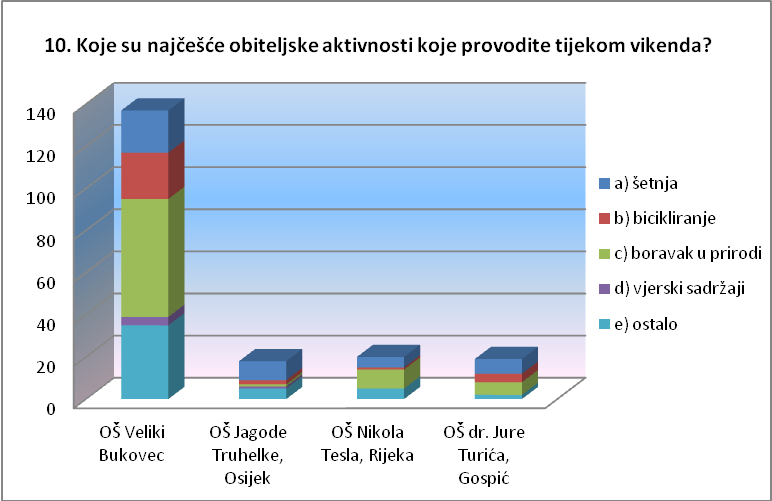 10. Koje su najčešće obiteljske aktivnosti koje provodite tijekom vikenda?
140
120
100
80
60
40
20
0
OŠ Veliki
Bukovec
OŠ Jagode
Truhelke,
Osijek
OŠ Nikola
Tesla, Rijeka
OŠ dr. Jure
Turića,
Gospić
a) šetnja
b) bicikliranje
c) boravak u prirodi
d) vjerski sadržaji
e) ostalo